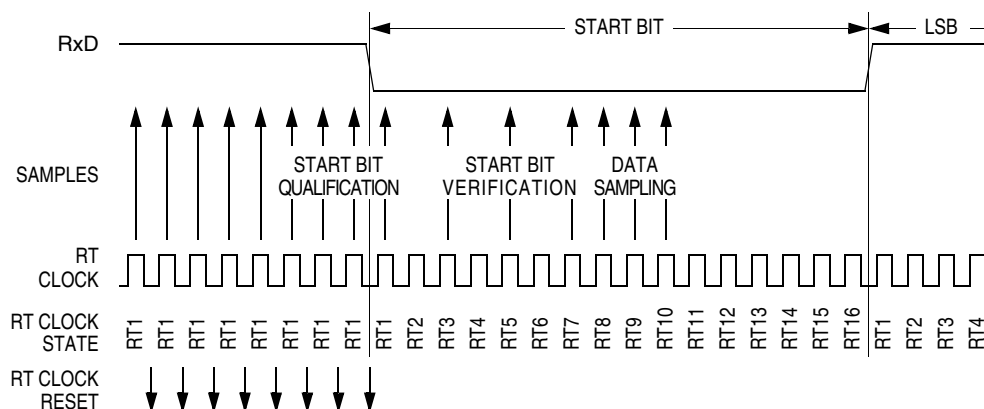 START BIT
LSB
RxD
SAMPLES
START BIT
QUALIFICATION
START BIT
VERIFICATION
DATA
SAMPLING
RT
CLOCK
RT CLOCK
STATE
RT1 RT1 RT1 RT1 RT1 RT1 RT1 RT1 RT1 RT2 RT3 RT4 RT5 RT6 RT7 RT8 RT9 RT10 RT11 RT12 RT13 RT14 RT15 RT16 RT1 RT2 RT3 RT4
RT CLOCK
RESET